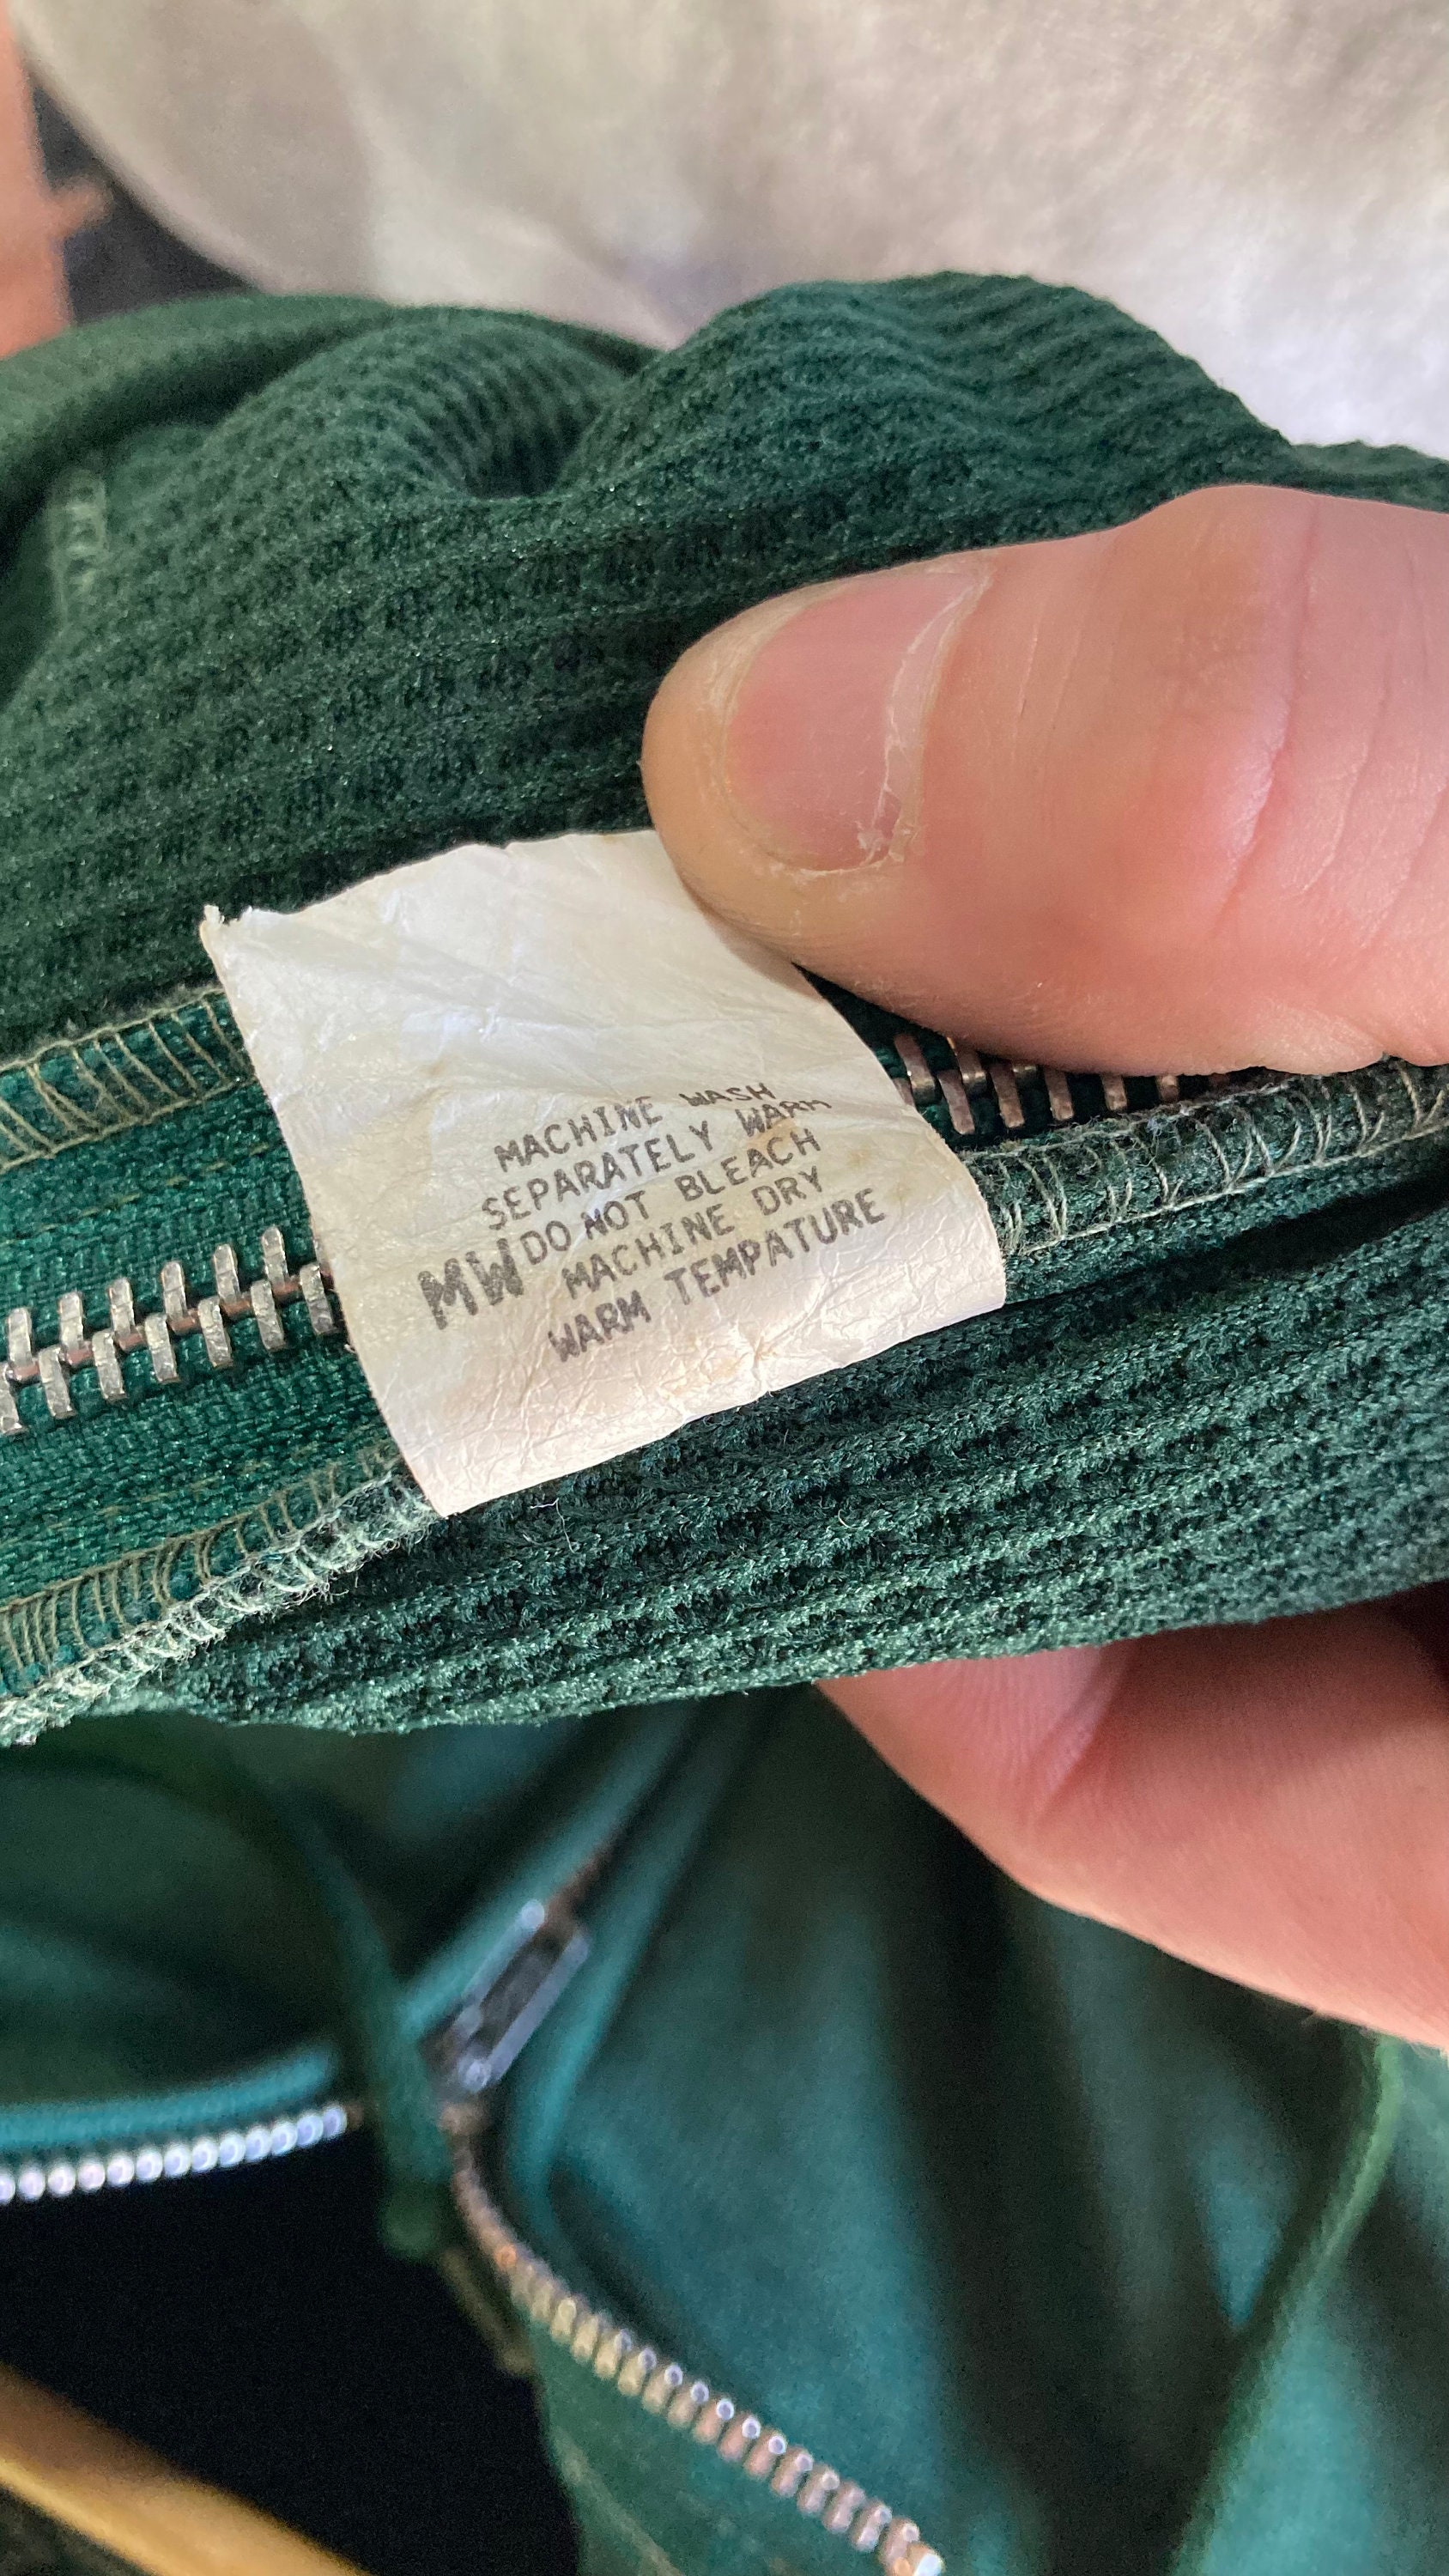 MACHINE WASH
SEPARATELY WARM
DO NOT BLEACH
MW
MACHINE DRY
WARM TEMPATURE